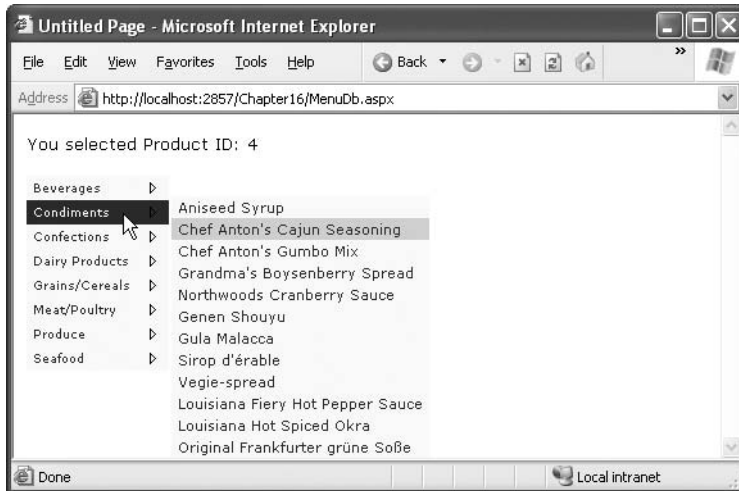 Untitled Page - Microsoft Internet Explorer
File Edit View Favorites Tools Help Back »
Address http://localhost:2857/Chapter16/MenuDb.aspx
You selected Product ID: 4
Beverages
Condiments
Confections
Dairy Products
Grains/Cereals
Meat/Poultry
Produce
Seafood
Aniseed Syrup
Chef Anton's Cajun Seasoning
Chef Anton's Gumbo Mix
Grandma's Boysenberry Spread
Northwoods Cranberry Sauce
Genen Shouyu
Gula Malacca
Sirop d'érable
Vegie-spread
Louisiana Fiery Hot Pepper Sauce
Louisiana Hot Spiced Okra
Original Frankfurter grüne Soße
Done Local intranet